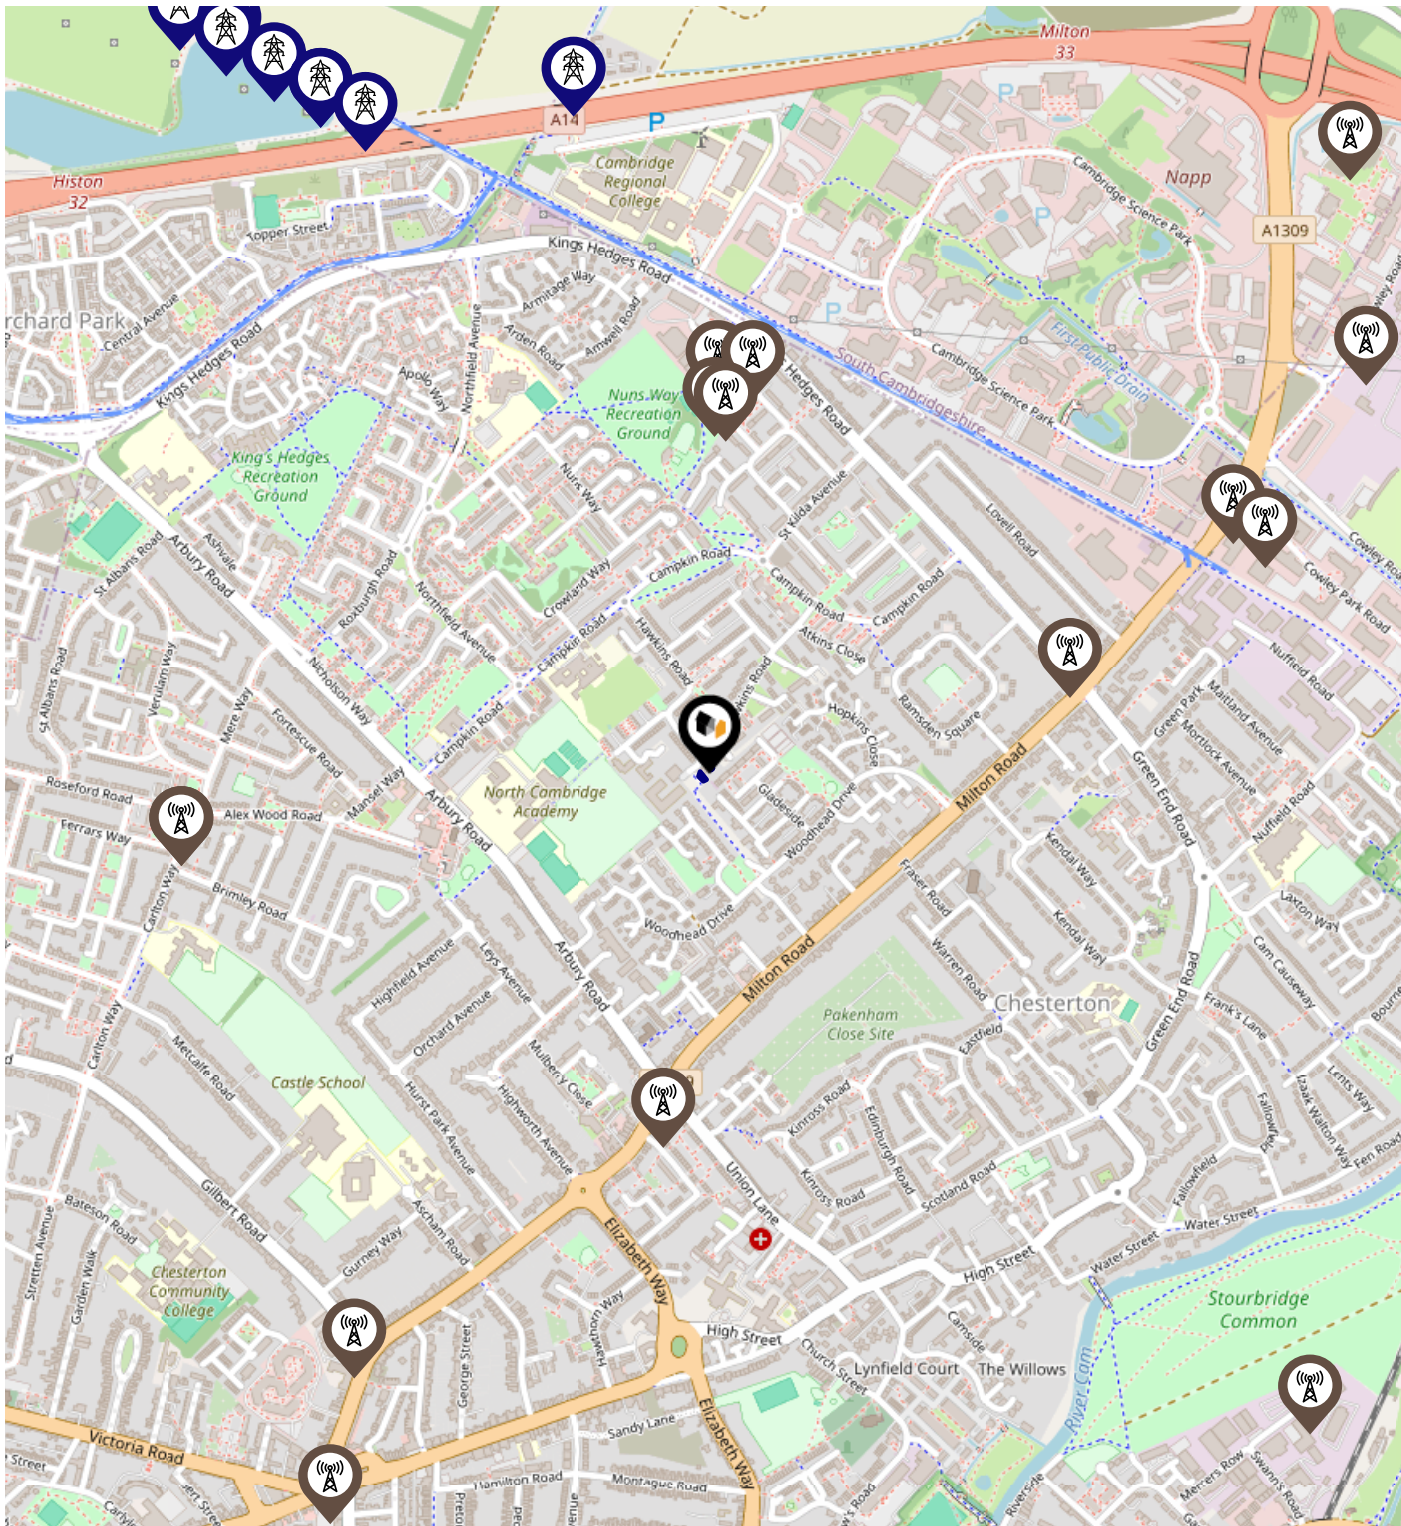 Milton
33
A14
P
P
Cambridge
Regional
College
Cambridge Science Park
Napp
Histon
32
P
A1309
Topper Street
Kings Hedges Road
Armitage Way
rchard Park
Central Avenue
Arden Road
Arnwell Road
P
First Public Drain
Kings Hedges Road
Northfield Avenue
South Cambridgeshire
Cambridge Science Park
Apolo Way
Hedges Road
Nuns Way
Recreation
Ground
King's Hedges
Recreation
Ground
Nuns Way
St Kilda Avenue
Lovell Road
Ashvale
Cowley Road
St Albans Road
Arbury Road
Campkin Road
Cowley Park Road
Crowland Way
Campkin Road
Campkin Road
Roxburgh Road
Northfield Avenue
Campkin Road
Hawkins Road
Atkins Close
Nuffield Road
St Albans Road
Verulam Way
Nicholson Way
Mere Way
Campkin Road
Hopkins Close
Ramsden Square
Green Park
Maitland Avenue
Mortlock Avenue
Fortescue Road
Milton Road
Green End Road
Roseford Road
Mansel Way
North Cambridge
Academy
Gladeside
Woodhead Drive
Alex Wood Road
Arbury Road
Nuffield Road
Ferrars Way
Kendal Way
Fraser Road
Carlton Way
Brimley Road
Laxton Way
Woodhead Drive
Kendal Way
Highfield Avenue
Leys Avenue
Arbury Road
Milton Road
Warren Road
Cam Causeway
Chesterton
Frank's Lane
Green End Road
Orchard Avenue
Pakenham
Close Site
Eastfield
Carlton Way
Metcalfe Road
Mulberry Close
Castle School
Lents Way
Izaak Walton Way
Hurst Park Avenue
Highworth Avenue
Kinross Road
Edinburgh Road
Fallowfield
Fen Road
Union Lane
Kinross Road
Scotland Road
Fallowfield
Gilbert Road
Bateson Road
Ascham Road
Water Street
Stretten Avenue
Garden Walk
Gurney Way
Elizabeth Way
Water Street
High Street
Chesterton
Community
College
Hawthorn Way
Stourbridge
Common
Camside
High Street
George Street
Church Street
Lynfield Court
The Willows
River Cam
Sandy Lane
Elizabeth Way
Victoria Road
Street
Hamilton Road
Montague Road
Mercers Row
Swann's Road
Riverside